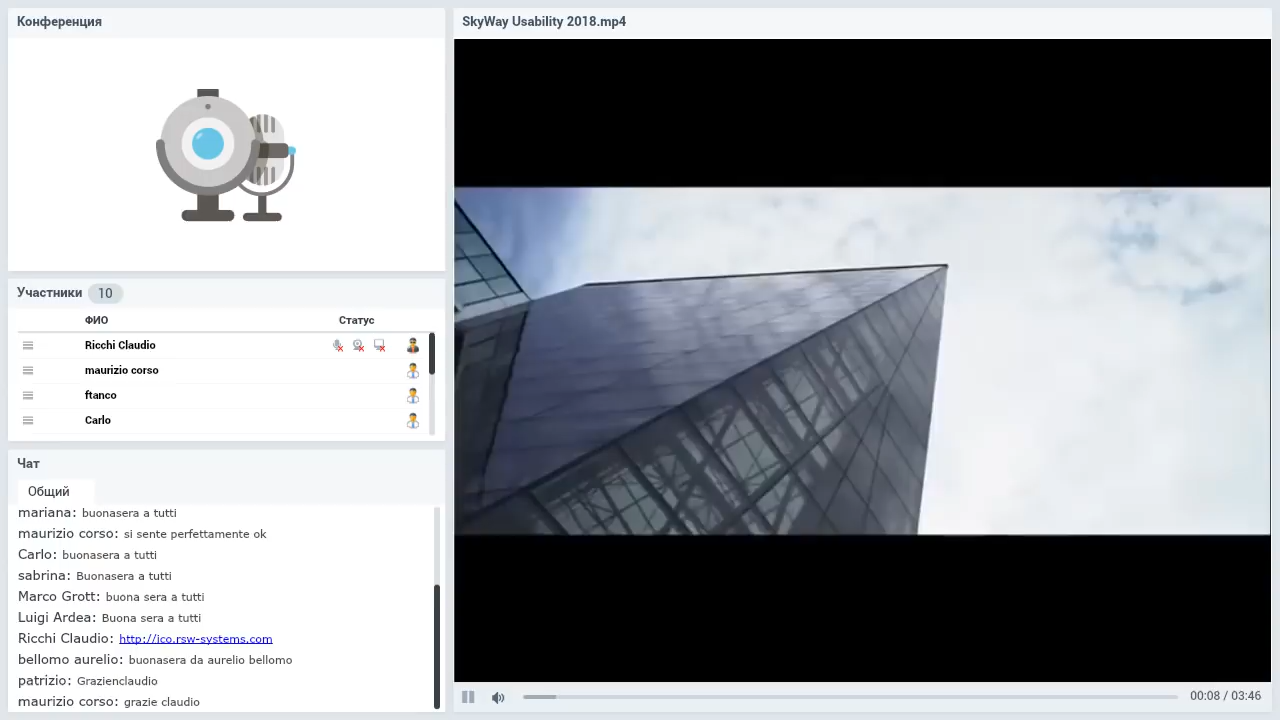 Конференция
SkyWay Usability 2018.mp4
Участники 10
ФИО Статус
Ricchi Claudio
maurizio corso
ftanco
Carlo
Чат
Общий
mariana: buonasera a tutti
maurizio corso: si sente perfettamente ok
Carlo: buonasera a tutti
sabrina: Buonasera a tutti
Marco Grott: buona sera a tutti
Luigi Ardea: Buona sera a tutti
Ricchi Claudio: http://ico.rsw-systems.com
bellomo aurelio: buonasera da aurelio bellomo
patrizio: Grazienclaudio
maurizio corso: grazie claudio
00:08 / 03:46